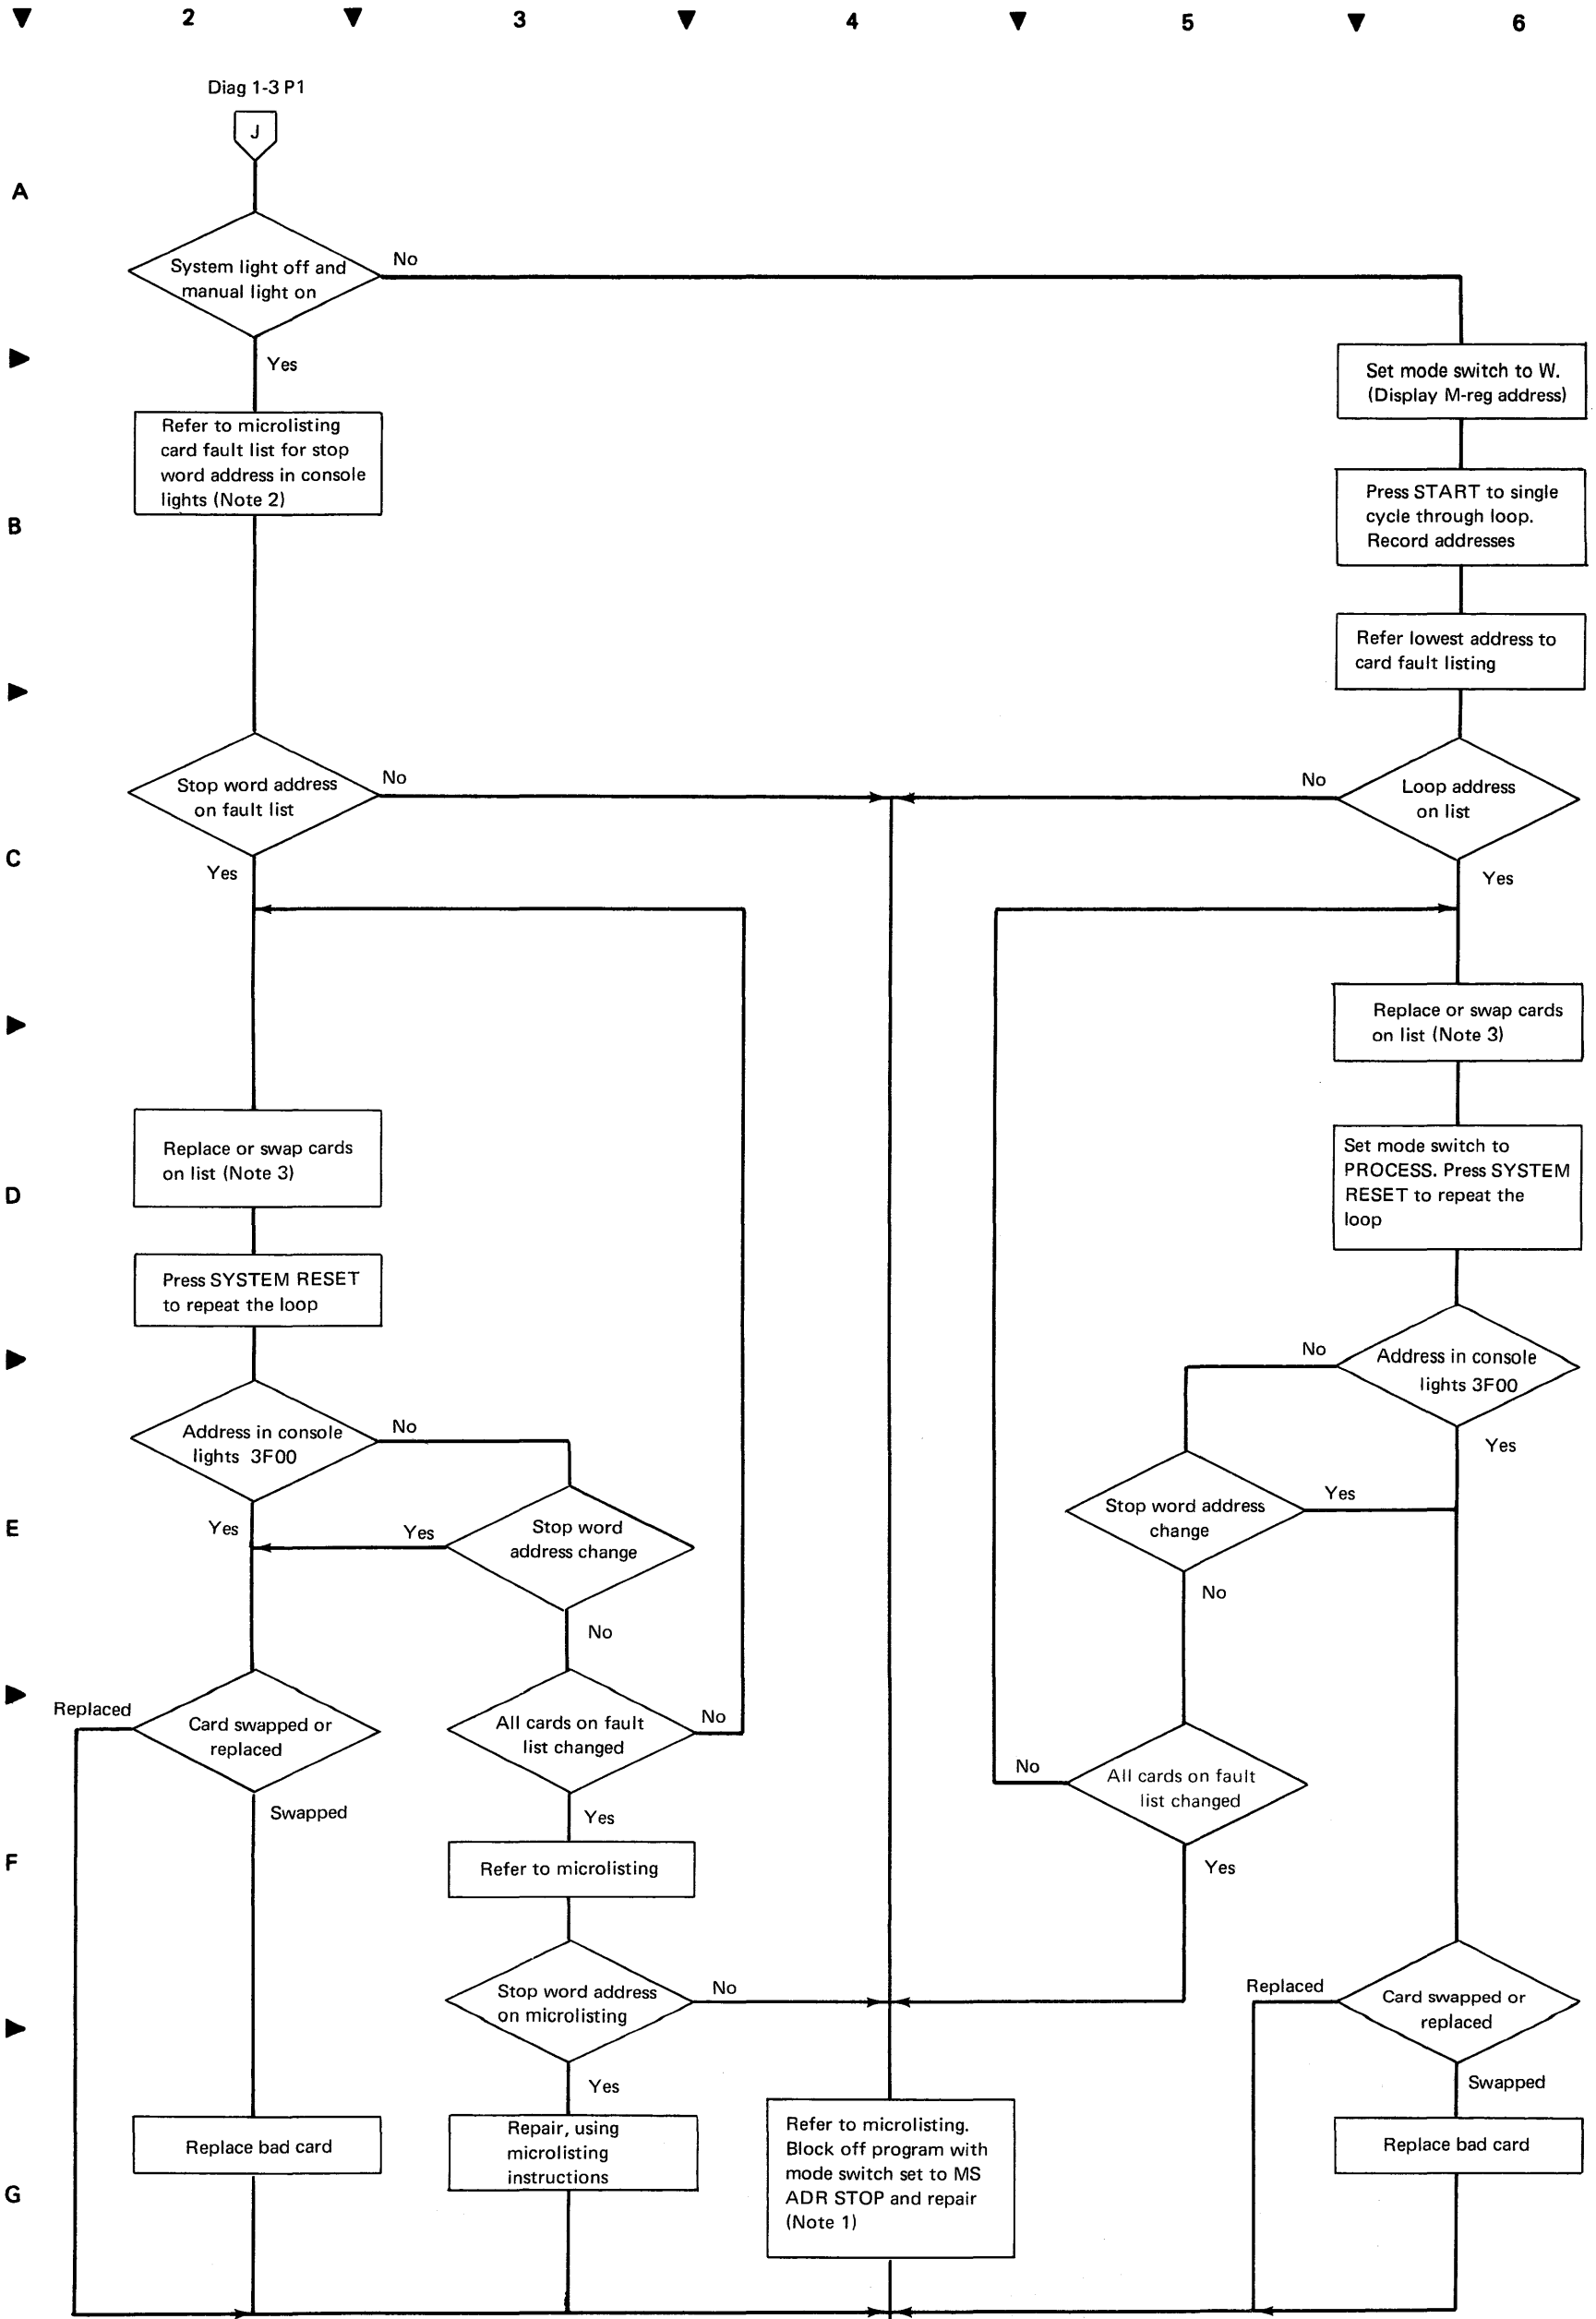 2 3 4 5 6
Diag 1-3 P1
J
A
System light off and
manual light on
No
Yes
Set mode switch to W.
(Display M-reg address)
Refer to microlisting
card fault list for stop
word address in console
lights (Note 2)
B
Press START to single
cycle through loop.
Record addresses
Refer lowest address to
card fault listing
Stop word address
on fault list
No
No
Loop address
on list
C
Yes
Yes
Replace or swap cards
on list (Note 3)
Replace or swap cards
on list (Note 3)
D
Set mode switch to
PROCESS. Press SYSTEM
RESET to repeat the
loop
Press SYSTEM RESET
to repeat the loop
No
Address in console
lights 3F00
Address in console
lights 3F00
No
Yes
E
Yes
Yes
Stop word
address change
Stop word address
change
Yes
No
No
Replaced
Card swapped or
replaced
All cards on fault
list changed
No
No
All cards on fault
list changed
Swapped
Yes
F
Refer to microlisting
Yes
Stop word address
on microlisting
No
Replaced
Card swapped or
replaced
Yes
Swapped
Replace bad card
Repair, using
microlisting
instructions
Refer to microlisting.
Block off program with
mode switch set to MS
ADR STOP and repair
(Note 1)
Replace bad card
G